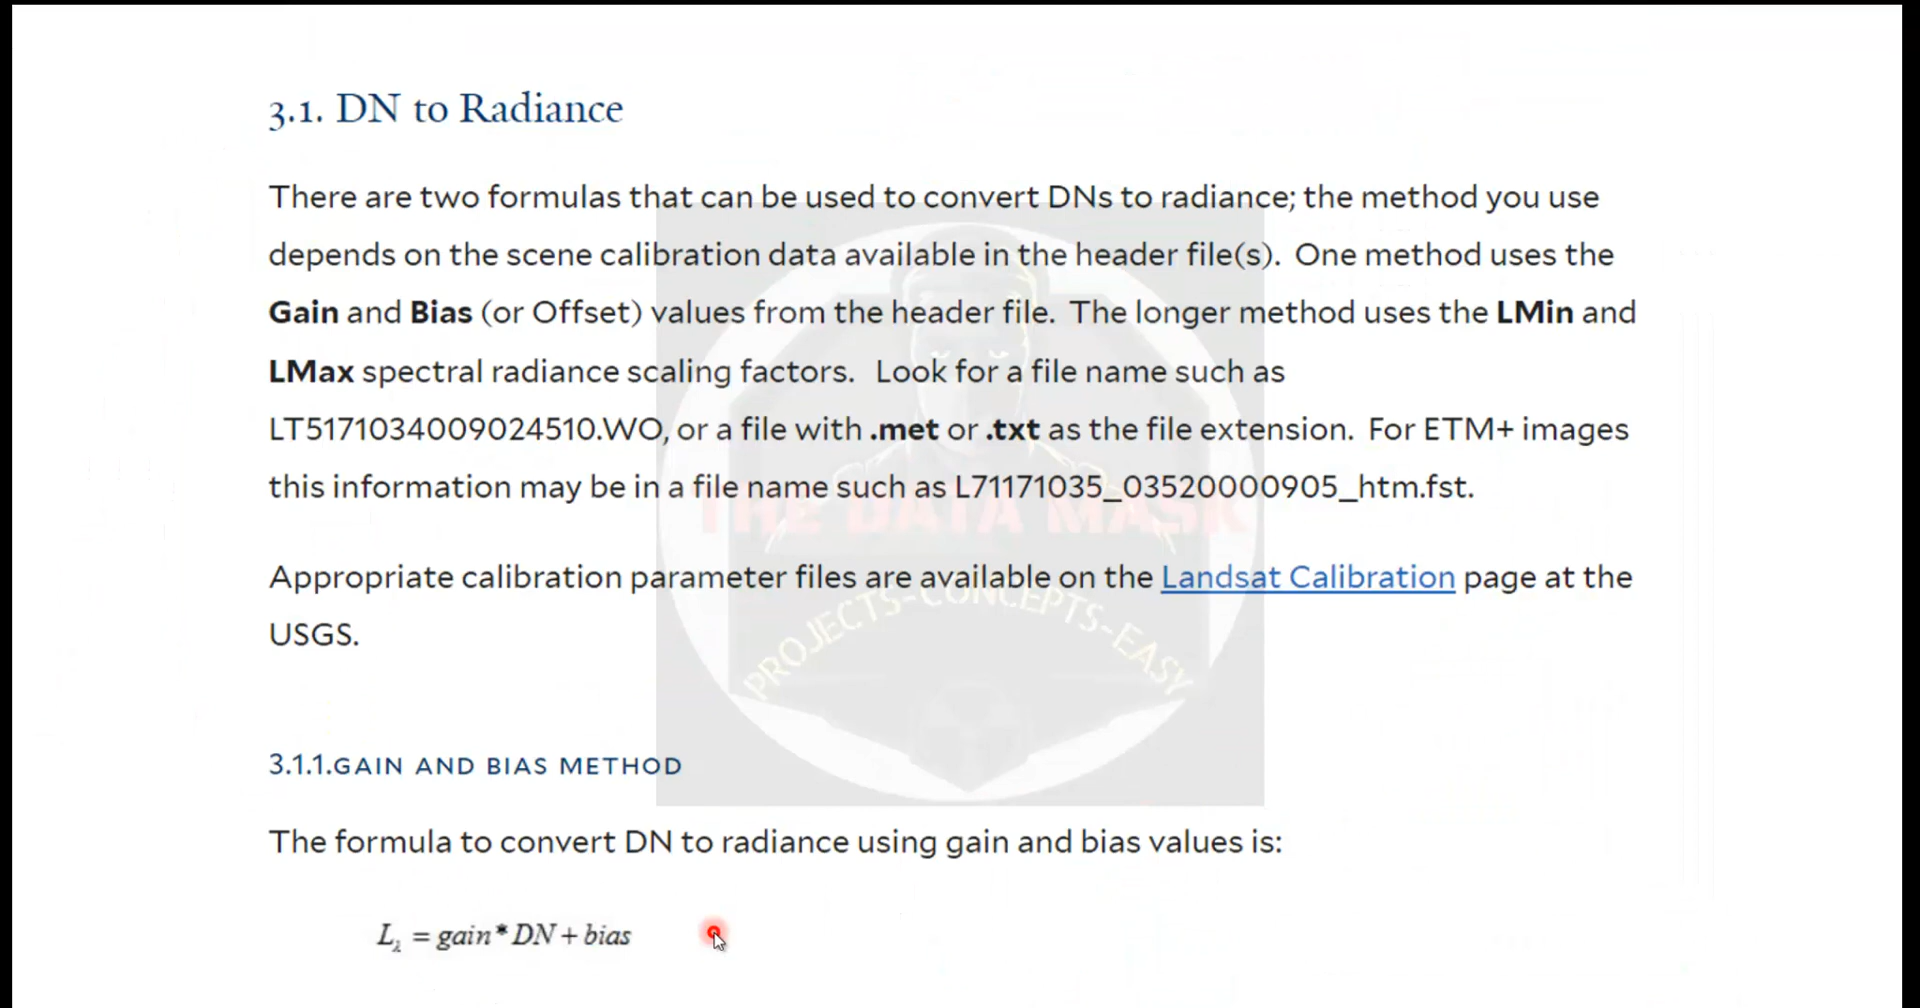 3.1. DN to Radiance
There are two formulas that can be used to convert DNs to radiance; the method you use
depends on the scene calibration data available in the header file(s).  One method uses the
Gain and Bias (or Offset) values from the header file.  The longer method uses the LMin and
LMax spectral radiance scaling factors.  Look for a file name such as
LT5171034009024510.WO, or a file with .met or .txt as the file extension.  For ETM+ images
this information may be in a file name such as L71171035_03520000905_htm.fst.
THE DATA MASK
Appropriate calibration parameter files are available on the Landsat Calibration page at the
USGS.
PROJECTS-CONCEPTS-EASY
3.1.1.GAIN AND BIAS METHOD
The formula to convert DN to radiance using gain and bias values is:
Lλ = gain * DN + bias